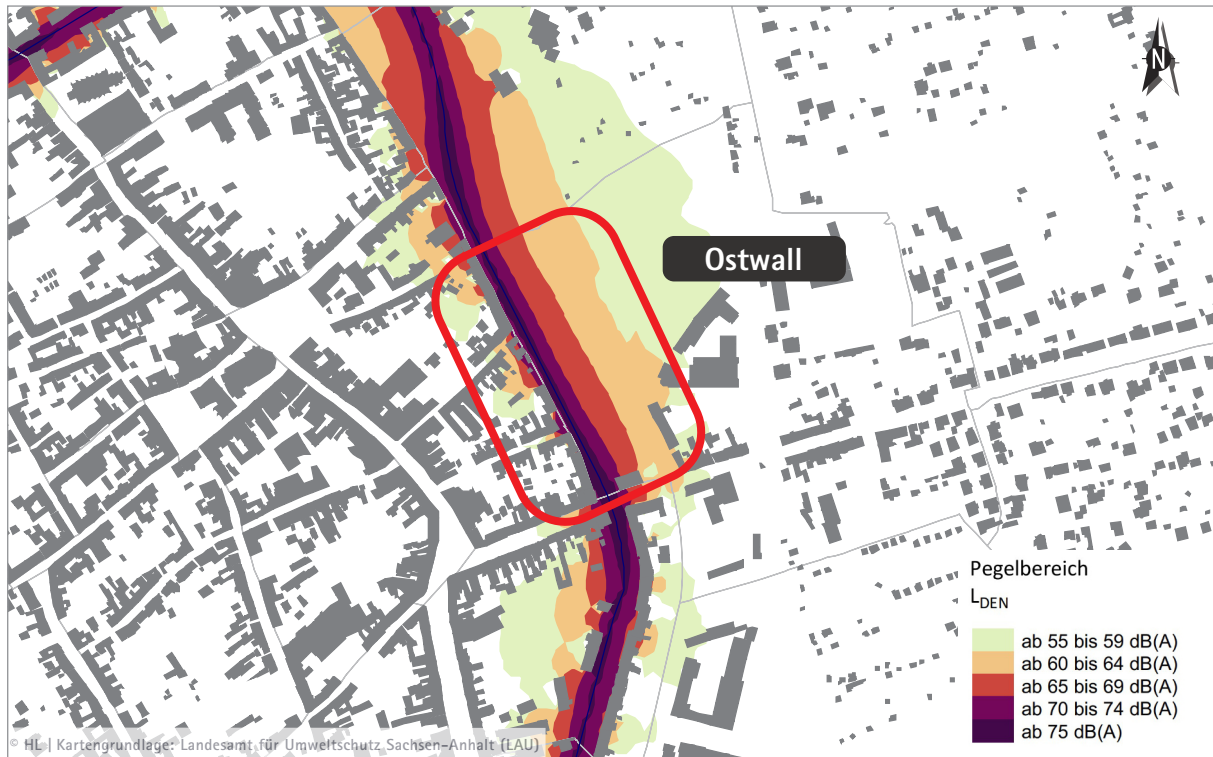 N
Ostwall
Pegelbereich
LDEN
ab 55 bis 59 dB(A)
ab 60 bis 64 dB(A)
ab 65 bis 69 dB(A)
ab 70 bis 74 dB(A)
ab 75 dB(A)
© HL | Kartengrundlage: Landesamt für Umweltschutz Sachsen-Anhalt (LAU)